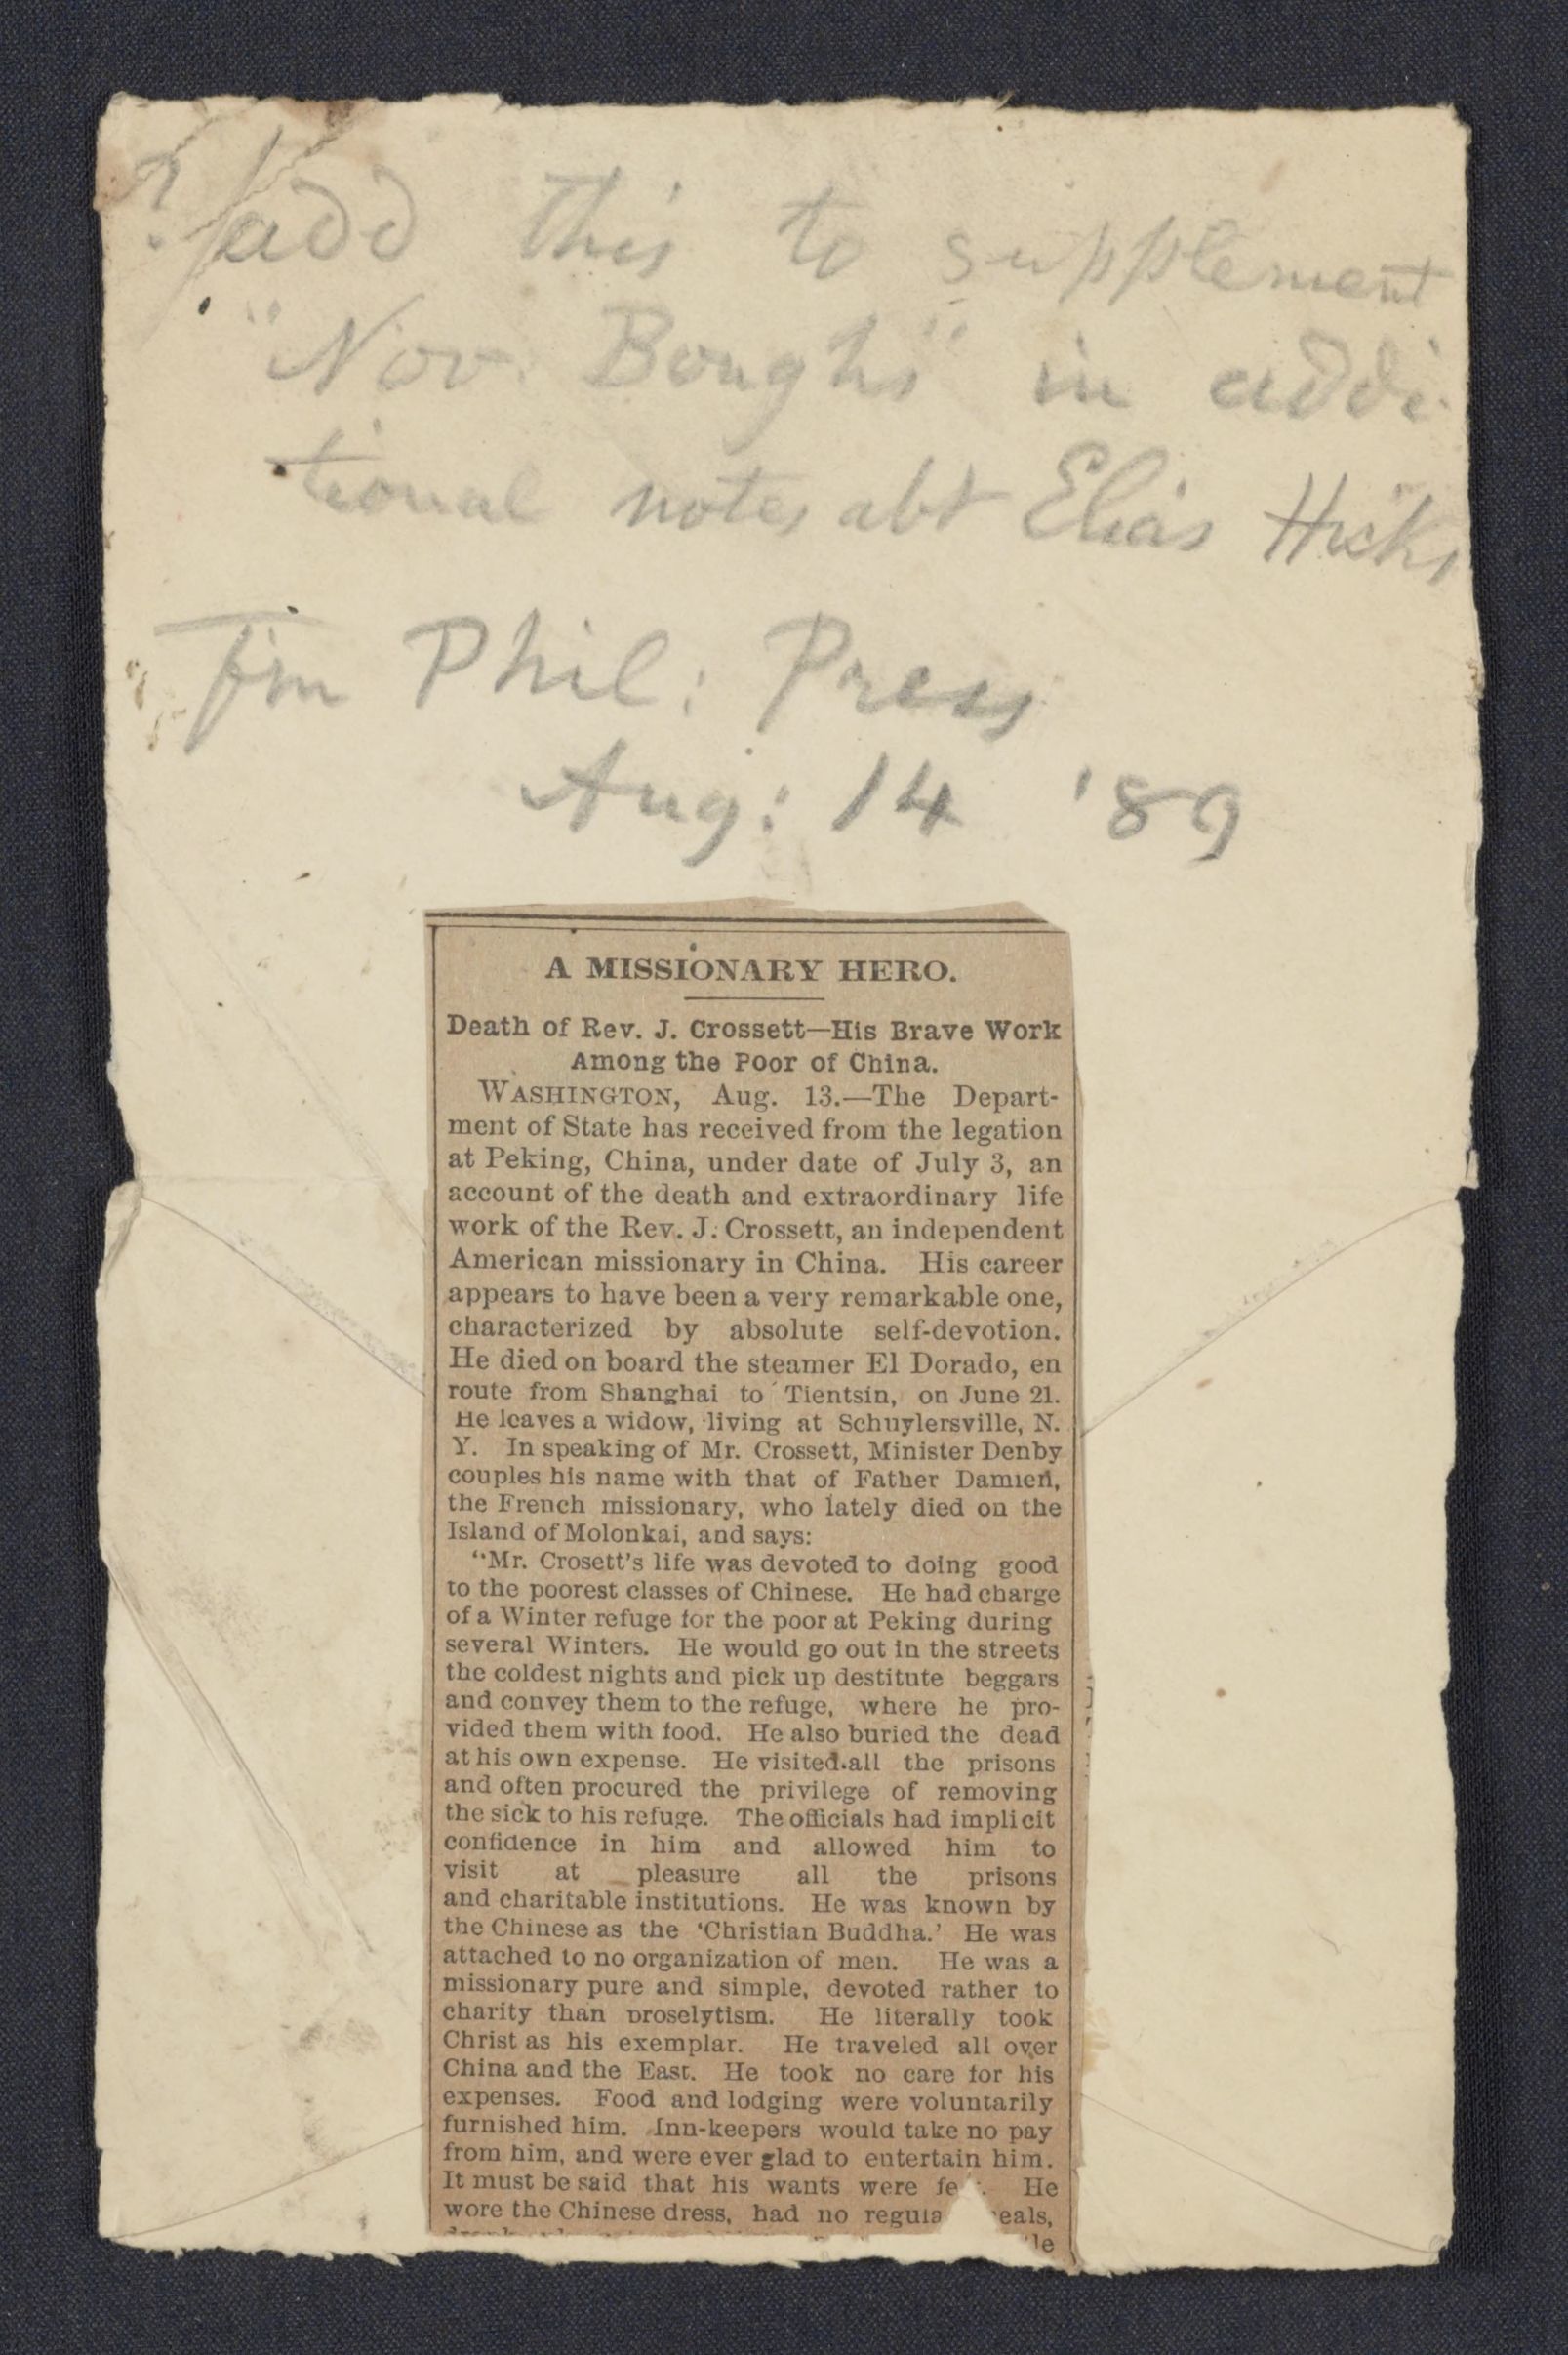 ? add this to supplement
"Nov. Boughs" in addi
tional notes abt Elias Hicks
f'm Phil: Press
Aug: 14 '89
A MISSIONARY HERO.
Death of Rev. J. Crossett—His Brave Work
Among the Poor of China.
WASHINGTON, Aug. 13.—The Depart-
ment of State has received from the legation
at Peking, China, under date of July 3, an
account of the death and extraordinary life
work of the Rev. J. Crossett, an independent
American missionary in China. His career
appears to have been a very remarkable one,
characterized by absolute self-devotion.
He died on board the steamer El Dorado, en
route from Shanghai to Tientsin, on June 21.
He leaves a widow, living at Schuylersville, N.
Y. In speaking of Mr. Crossett, Minister Denby
couples his name with that of Father Damien,
the French missionary, who lately died on the
Island of Molonkai, and says:
"Mr. Crosett's life was devoted to doing good
to the poorest classes of Chinese. He had charge
of a Winter refuge for the poor at Peking during
several Winters. He would go out in the streets
the coldest nights and pick up destitute beggars
and convey them to the refuge, where he pro-
vided them with food. He also buried the dead
at his own expense. He visited all the prisons
and often procured the privilege of removing
the sick to his refuge. The officials had implicit
confidence in him and allowed him to
visit at pleasure all the prisons
and charitable institutions. He was known by
the Chinese as the 'Christian Buddha.' He was
attached to no organization of men. He was a
missionary pure and simple, devoted rather to
charity than proselytism. He literally took
Christ as his exemplar. He traveled all over
China and the East. He took no care for his
expenses. Food and lodging were voluntarily
furnished him. Inn-keepers would take no pay
from him, and were ever glad to entertain him.
It must be said that his wants were fe . He
wore the Chinese dress, had no regula eals,